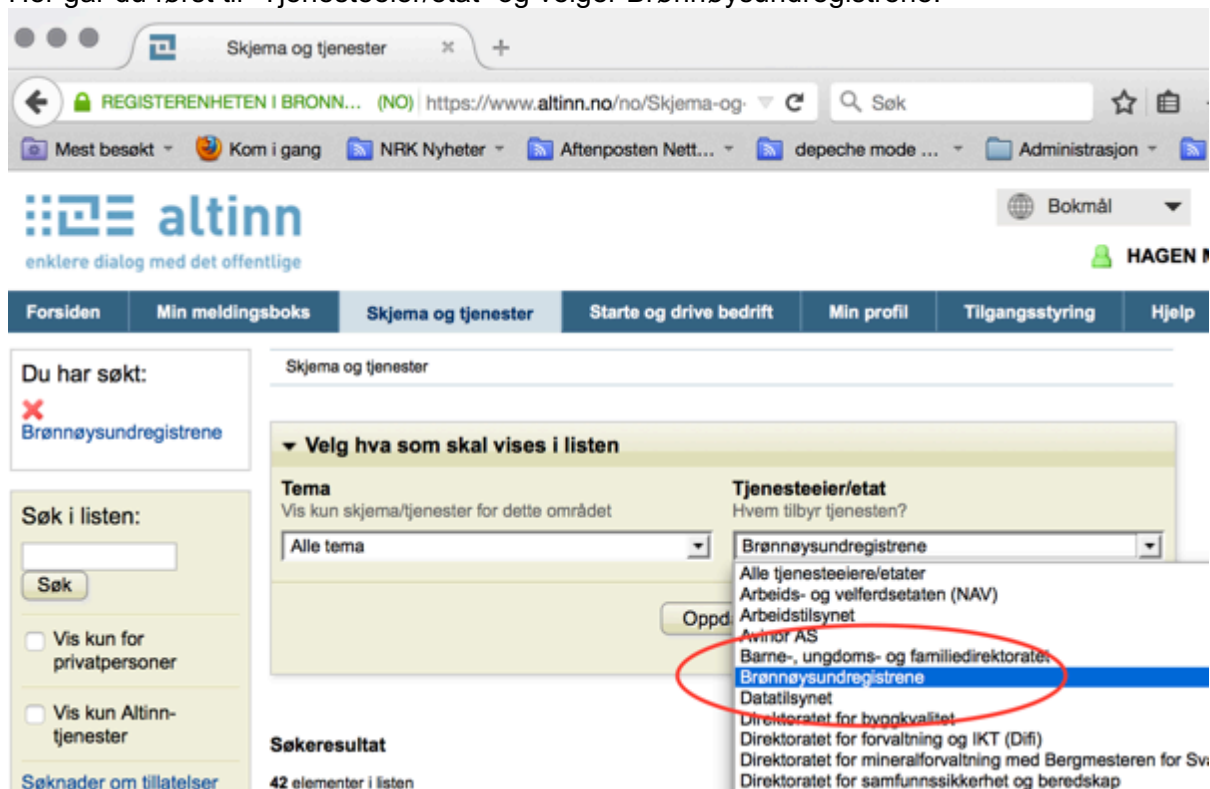 Skjema og tjenester
REGISTERENHETEN I BRONN... (NO) https://www.altinn.no/no/Skjema-og- Søk
Mest besøkt Kom i gang NRK Nyheter Aftenposten Nett... depeche mode ... Administrasjon
altinn
Bokmål
enklere dialog med det offentlige
HAGEN
Forsiden Min meldingsboks Skjema og tjenester Starte og drive bedrift Min profil Tilgangsstyring Hjelp
Du har søkt:
Brønnøysundregistrene
Søk i listen:
Søk
Vis kun for
privatpersoner
Vis kun Altinn-
tjenester
Søknader om tillatelser
Skjema og tjenester
Velg hva som skal vises i listen
Tema
Vis kun skjema/tjenester for dette området
Alle tema
Tjenesteeier/etat
Hvem tilbyr tjenesten?
Brønnøysundregistrene
Alle tjenesteeiere/etater
Arbeids- og velferdsetaten (NAV)
Arbeidstilsynet
Avinor AS
Barne-, ungdoms- og familiedirektoratet
Brønnøysundregistrene
Datatilsynet
Direktoratet for byggkvalitet
Direktoratet for forvaltning og IKT (Difi)
Direktoratet for mineralforvaltning med Bergmesteren for Sva
Direktoratet for samfunnssikkerhet og beredskap
Oppd
Søkeresultat
42 elementer i listen